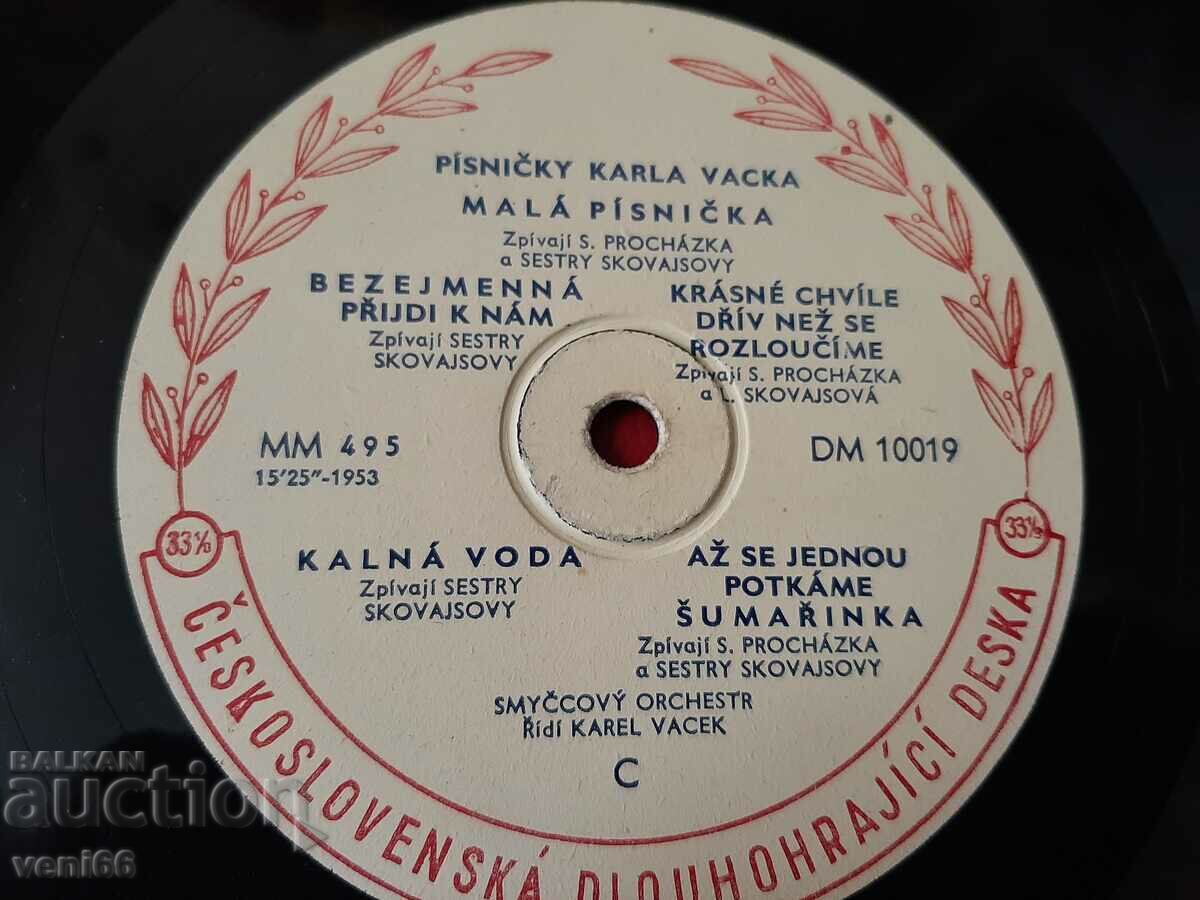 PÍSNIČKY KARLA VACKA
MALÁ PÍSNIČKA
Zpívají S. PROCHÁZKA
a SESTRY SKOVAJSOVY
BEZEJMENNÁ
PŘIJDI K NÁM
Zpívají SESTRY
SKOVAJSOVY
KRÁSNÉ CHVÍLE
DŘÍV NEŽ SE
ROZLOUČÍME
Zpívají S. PROCHÁZKA
a L. SKOVAJSOVÁ
MM 495
15'25"-1953
DM 10019
KALNÁ VODA
Zpívají SESTRY
SKOVAJSOVY
AŽ SE JEDNOU
POTKÁME
ŠUMAŘINKA
Zpívají S. PROCHÁZKA
a SESTRY SKOVAJSOVY
SMYČCOVÝ ORCHESTR
Řídí KAREL VACEK
C
33⅓
33⅓
ČESKOSLOVENSKÁ DLOUHOHRAJÍCÍ DESKA
BALKAN
auction
veni66